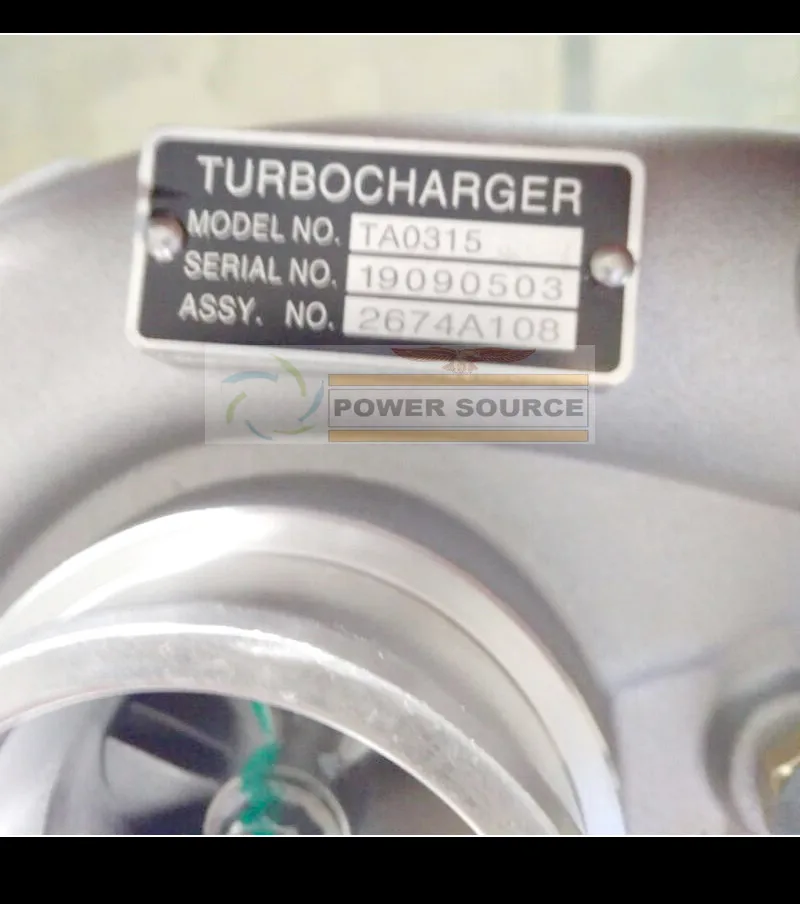 TURBOCHARGER
MODEL NO. TA0315
SERIAL NO. 19090503
ASSY. NO. 2674A108
POWER SOURCE